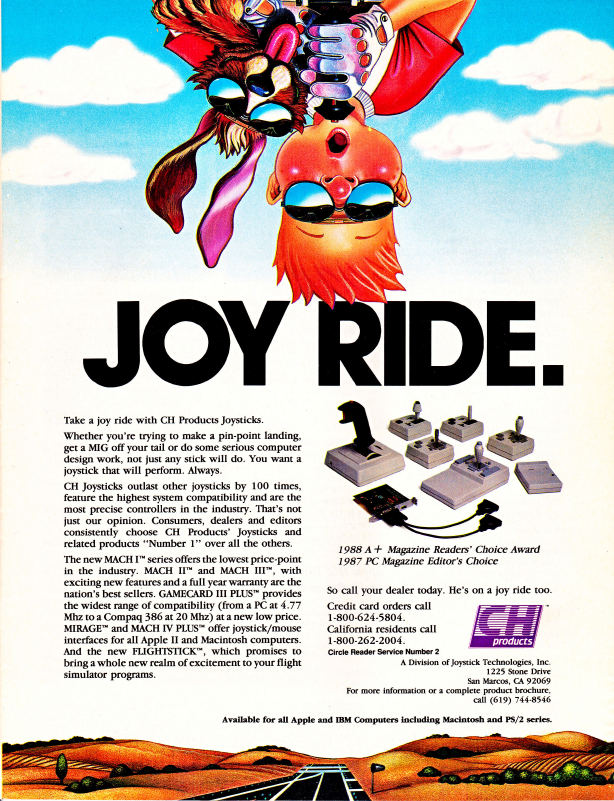 JOY RIDE.
Take a joy ride with CH Products Joysticks.
Whether you're trying to make a pin-point landing,
get a MIG off your tail or do some serious computer
design work, not just any stick will do. You want a
joystick that will perform. Always.
CH Joysticks outlast other joysticks by 100 times,
feature the highest system compatibility and are the
most precise controllers in the industry. That's not
just our opinion. Consumers, dealers and editors
consistently choose CH Products' Joysticks and
related products "Number 1" over all the others.
The new MACH I™ series offers the lowest price-point
in the industry. MACH II™ and MACH III™, with
exciting new features and a full year warranty are the
nation's best sellers. GAMECARD III PLUS™ provides
the widest range of compatibility (from a PC at 4.77
Mhz to a Compaq 386 at 20 Mhz) at a new low price.
MIRAGE™ and MACH IV PLUS™ offer joystick/mouse
interfaces for all Apple II and Macintosh computers.
And the new FLIGHTSTICK™, which promises to
bring a whole new realm of excitement to your flight
simulator programs.
1988 A+ Magazine Readers' Choice Award
1987 PC Magazine Editor's Choice
So call your dealer today. He's on a joy ride too.
Credit card orders call
1-800-624-5804.
California residents call
1-800-262-2004.
Circle Reader Service Number 2
CH ™
products
A Division of Joystick Technologies, Inc.
1225 Stone Drive
San Marcos, CA 92069
For more information or a complete product brochure,
call (619) 744-8546
Available for all Apple and IBM Computers including Macintosh and PS/2 series.